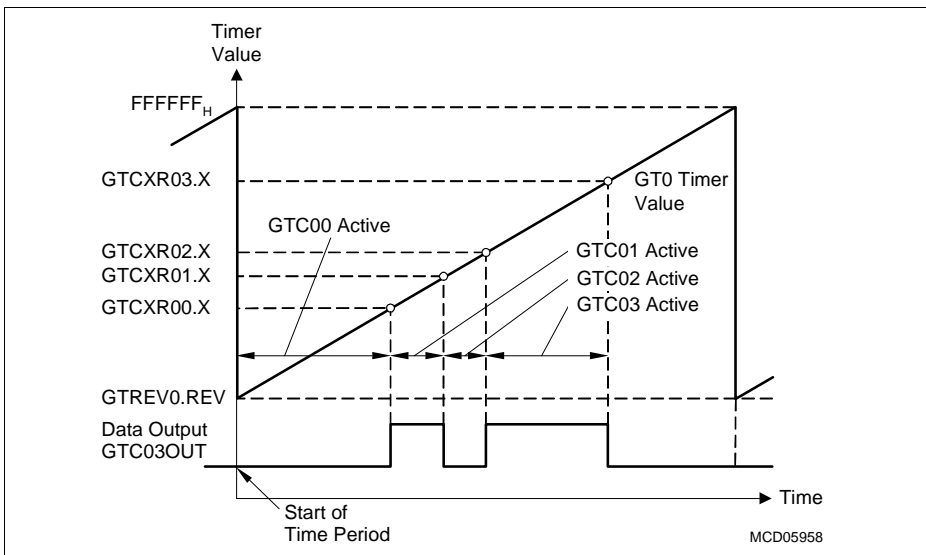 Timer
Value
FFFFFF_H
GTCXR03.X
GT0 Timer
Value
GTC00 Active
GTCXR02.X
GTC01 Active
GTCXR01.X
GTC02 Active
GTCXR00.X
GTC03 Active
GTREV0.REV
Data Output
GTC03OUT
Time
Start of
Time Period
MCD05958